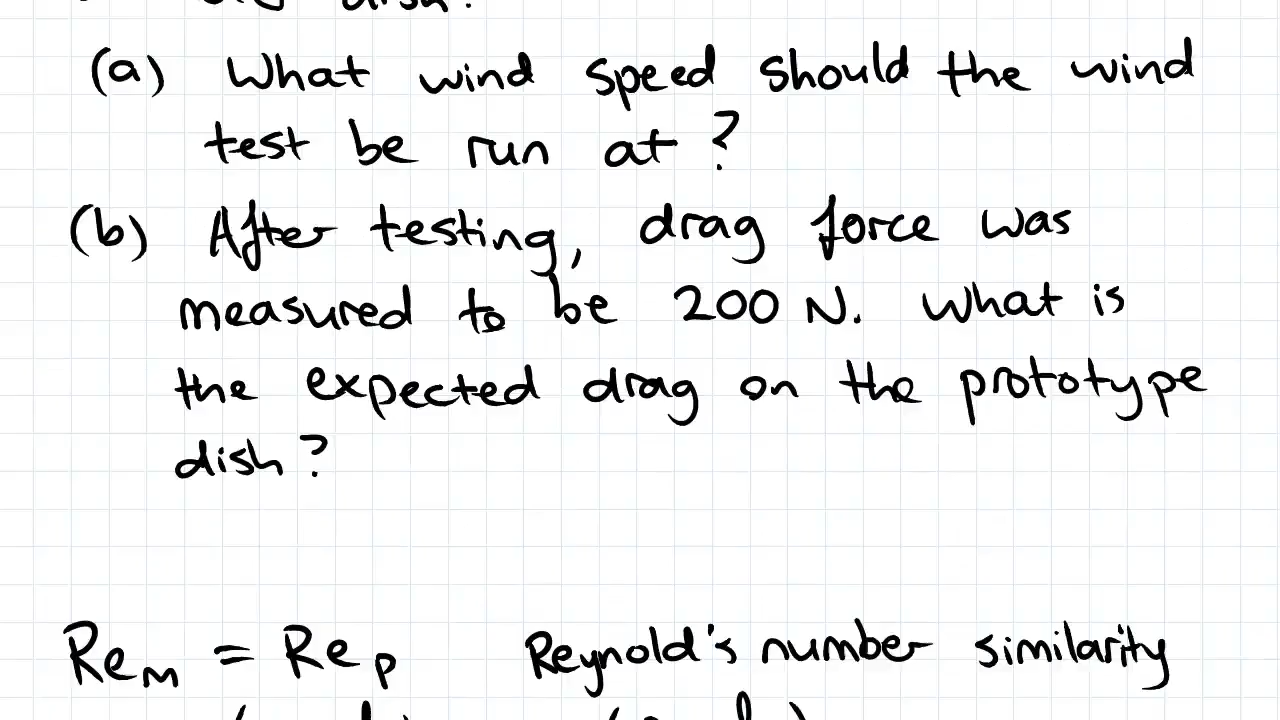 dish?
(a) What wind speed should the wind
test be run at?
(b) After testing, drag force was
measured to be 200 N. What is
the expected drag on the prototype
dish?
Re_m = Re_p Reynold's number similarity